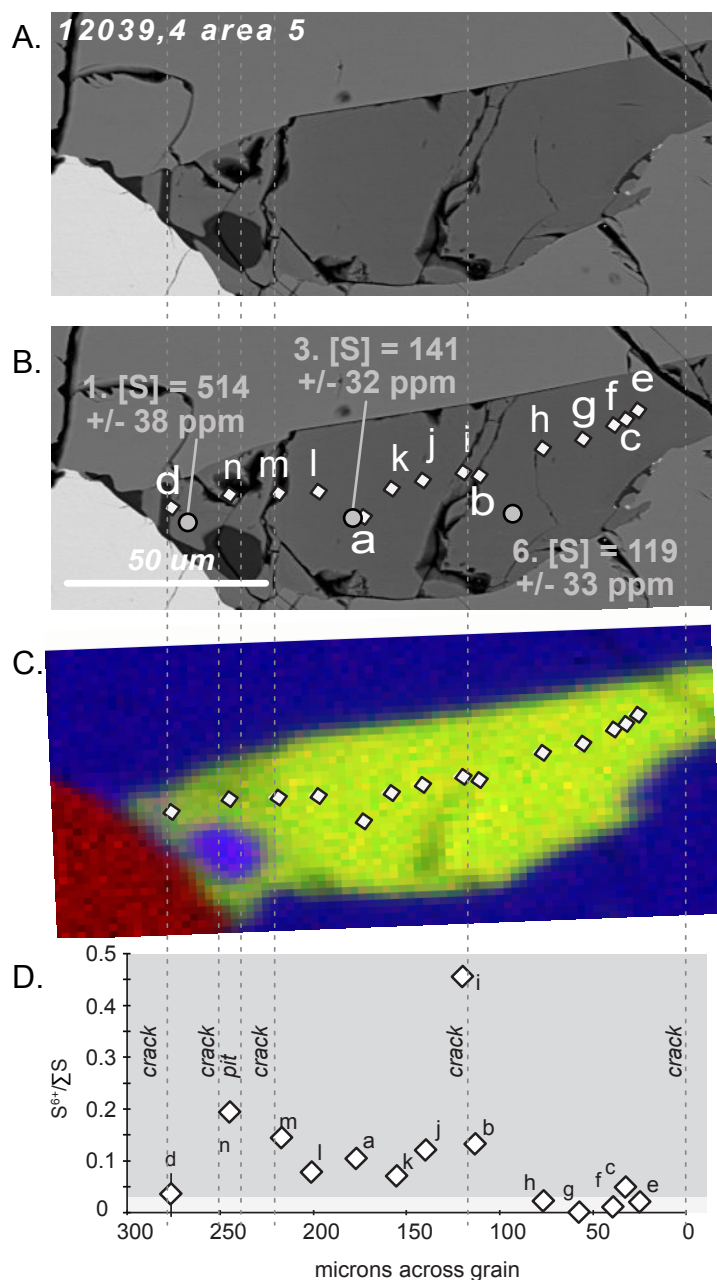 A.
12039,4 area 5
B.
1. [S] = 514
+/- 38 ppm
3. [S] = 141
+/- 32 ppm
d
n
m
l
a
k
j
i
b
h
g
f
c
e
50 um
6. [S] = 119
+/- 33 ppm
C.
D.
S⁶⁺/ΣS
0.5
0.4
0.3
0.2
0.1
0
crack
crack
pit
crack
crack
crack
d
n
m
l
a
k
j
i
b
h
g
f
c
e
300
250
200
150
100
50
0
microns across grain